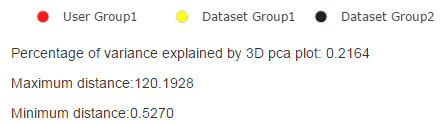 User Group1 Dataset Group1 Dataset Group2
Percentage of variance explained by 3D pca plot: 0.2164
Maximum distance:120.1928
Minimum distance:0.5270